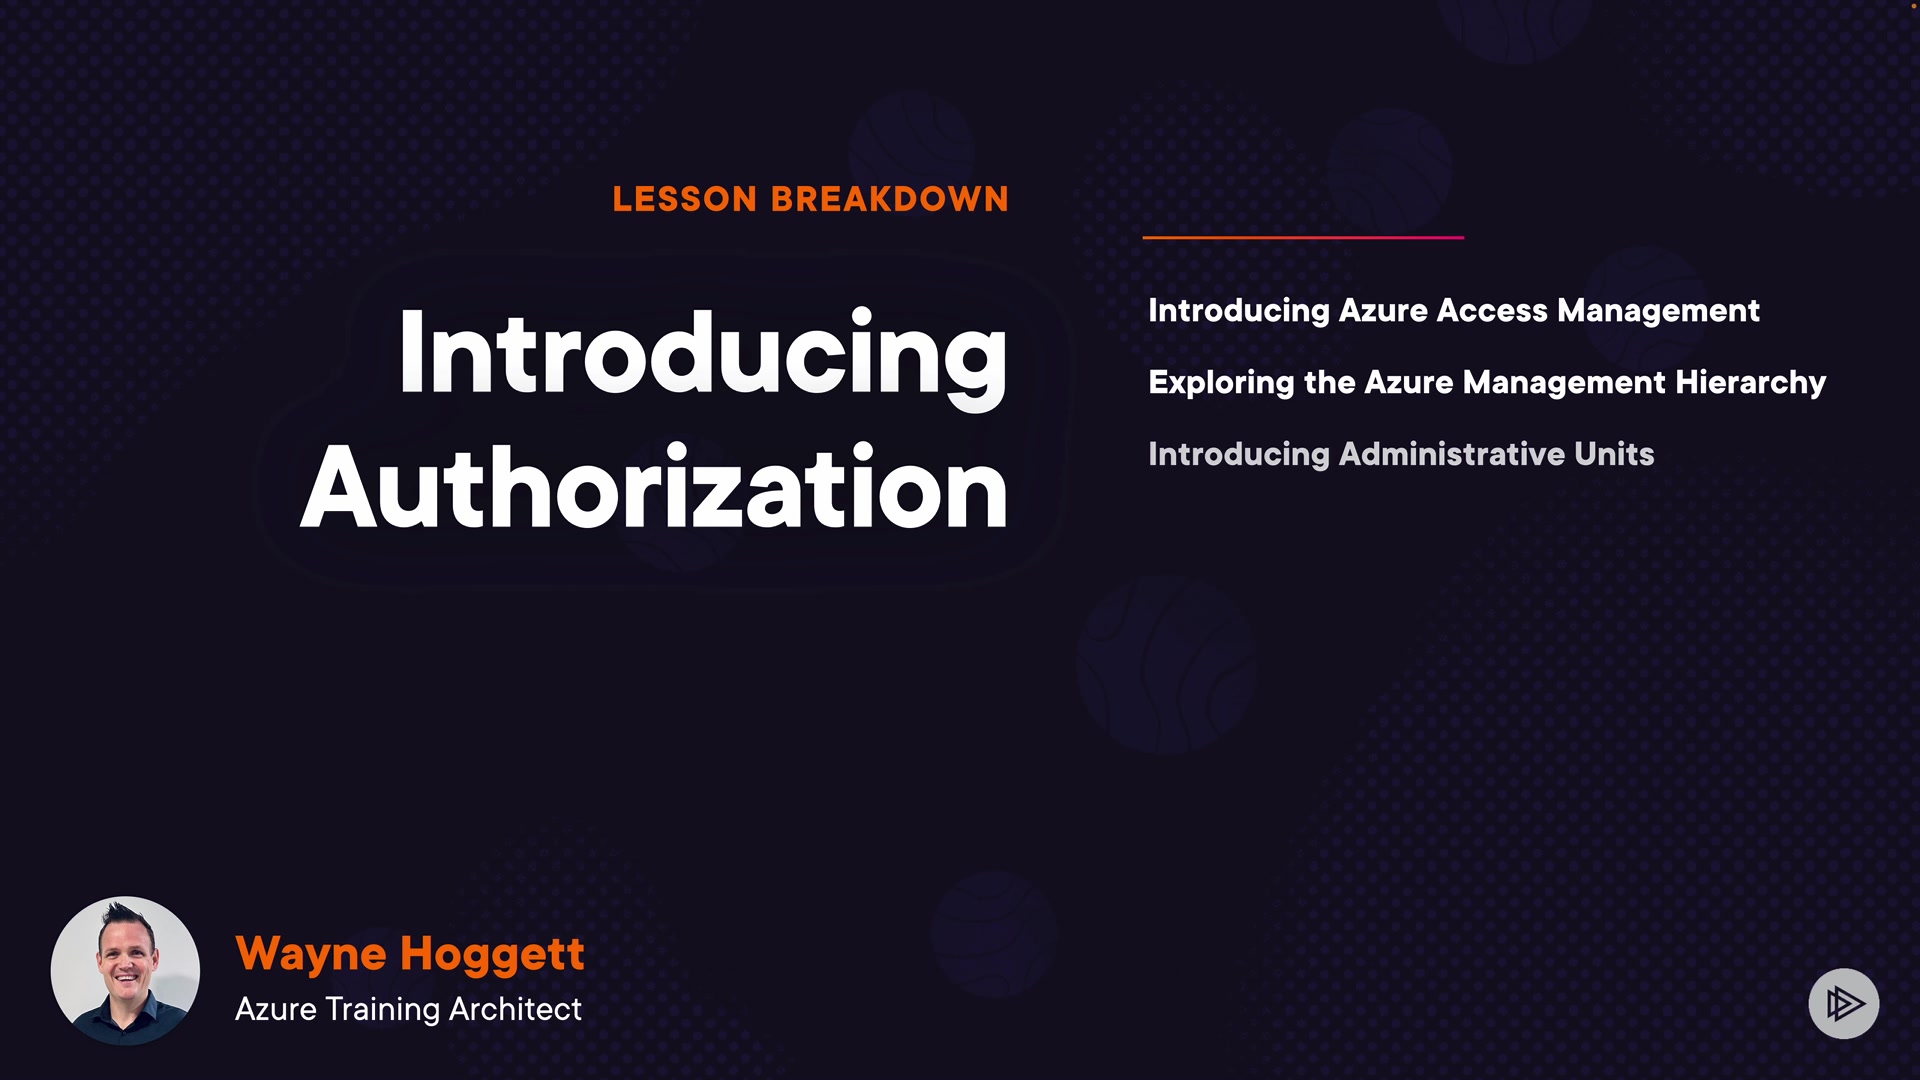 LESSON BREAKDOWN
Introducing
Authorization
Introducing Azure Access Management
Exploring the Azure Management Hierarchy
Introducing Administrative Units
Wayne Hoggett
Azure Training Architect